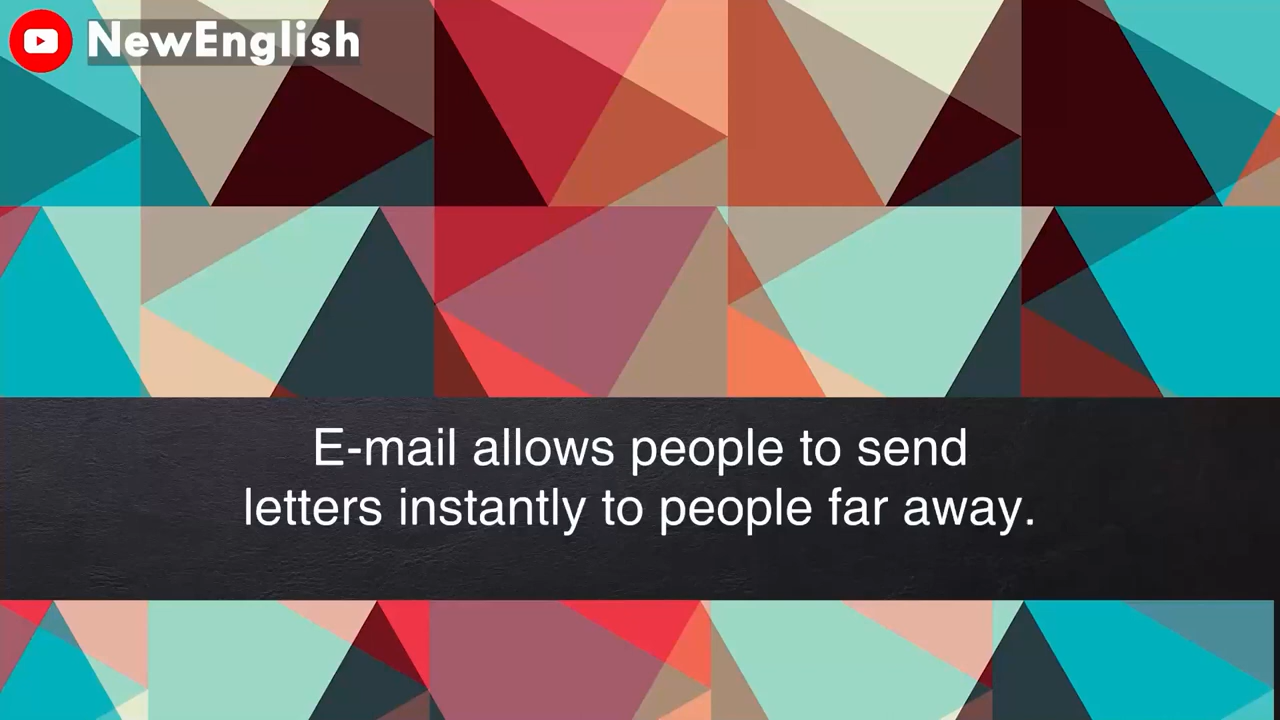 NewEnglish
E-mail allows people to send
letters instantly to people far away.